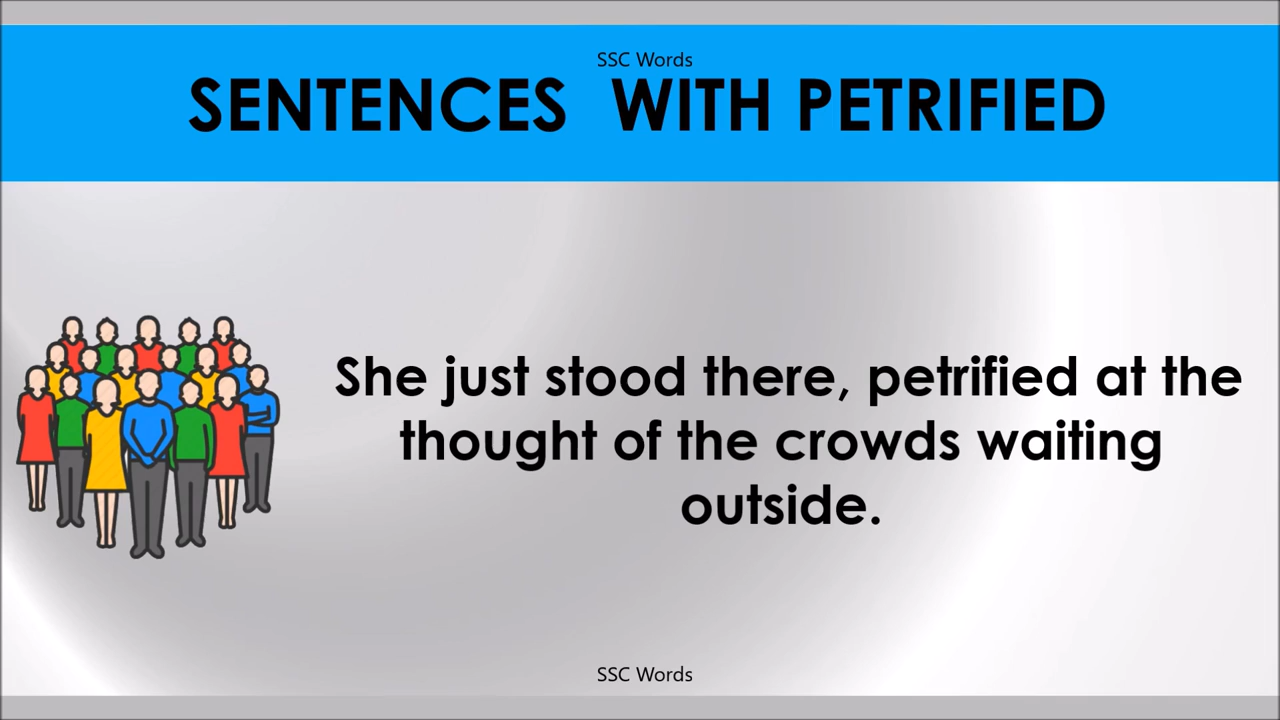 SSC Words
SENTENCES  WITH PETRIFIED
She just stood there, petrified at the
thought of the crowds waiting
outside.
SSC Words